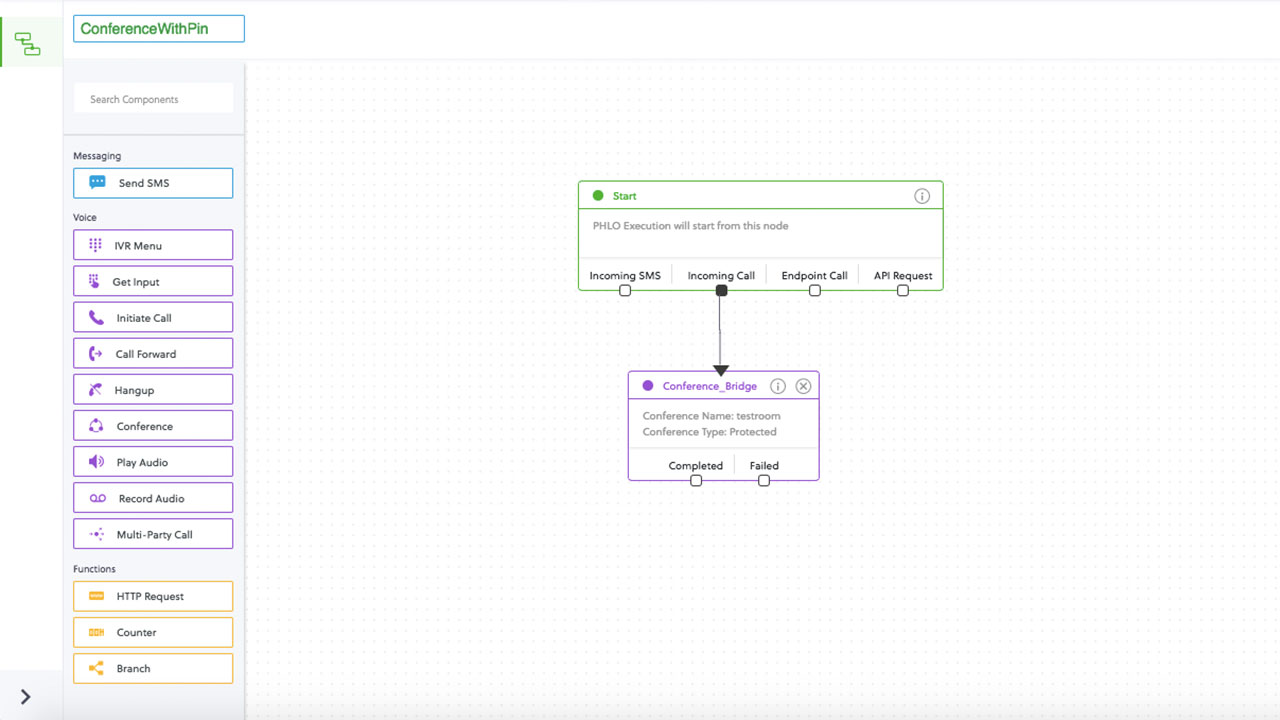 ConferenceWithPin
Search Components
Messaging
Send SMS
Voice
IVR Menu
Get Input
Initiate Call
Call Forward
Hangup
Conference
Play Audio
Record Audio
Multi-Party Call
Functions
HTTP Request
Counter
Branch
Start
PHLO Execution will start from this node
Incoming SMS Incoming Call Endpoint Call API Request
Conference_Bridge
Conference Name: testroom
Conference Type: Protected
Completed Failed